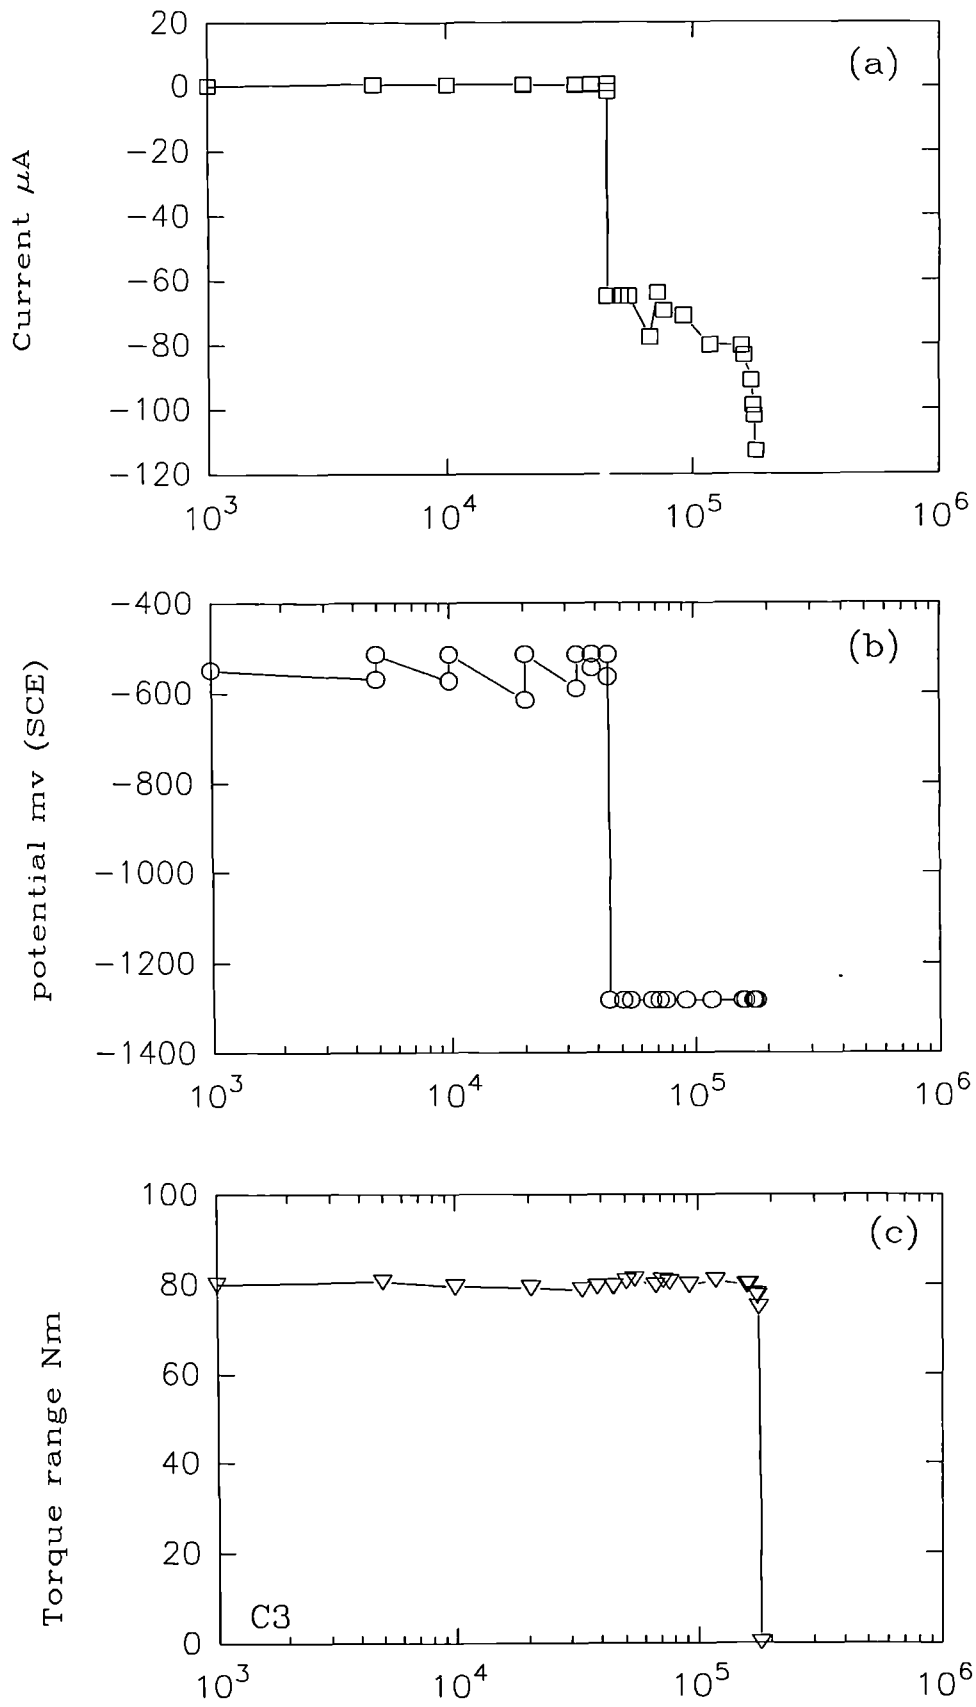 20
0
−20
−40
−60
−80
−100
−120
Current μA
(a)
10³ 10⁴ 10⁵ 10⁶
−400
−600
−800
−1000
−1200
−1400
potential mv (SCE)
(b)
10³ 10⁴ 10⁵ 10⁶
100
80
60
40
20
0
Torque range Nm
(c)
C3
10³ 10⁴ 10⁵ 10⁶